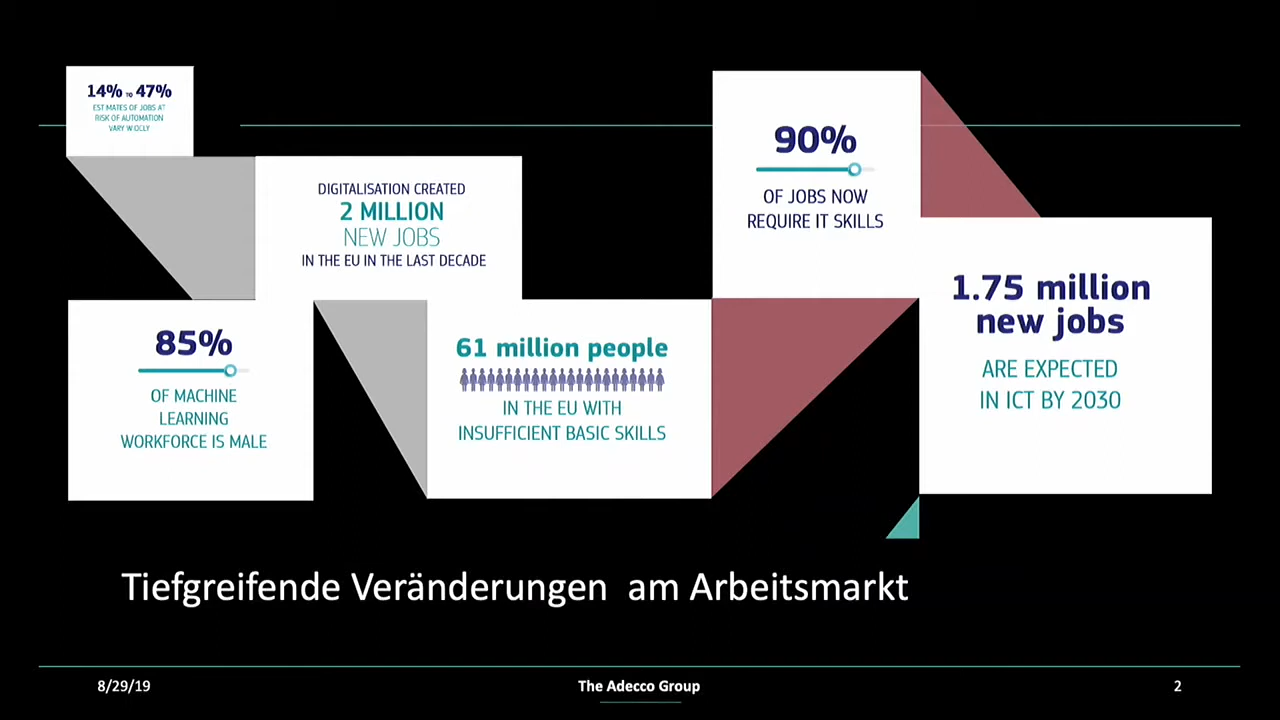 14% TO 47%
ESTIMATES OF JOBS AT
RISK OF AUTOMATION
VARY
DIGITALISATION CREATED
2 MILLION
NEW JOBS
IN THE EU IN THE LAST DECADE
85%
OF MACHINE
LEARNING
WORKFORCE IS MALE
61 million people
IN THE EU WITH
INSUFFICIENT BASIC SKILLS
90%
OF JOBS NOW
REQUIRE IT SKILLS
1.75 million
new jobs
ARE EXPECTED
IN ICT BY 2030
Tiefgreifende Veränderungen am Arbeitsmarkt
8/29/19
The Adecco Group
2